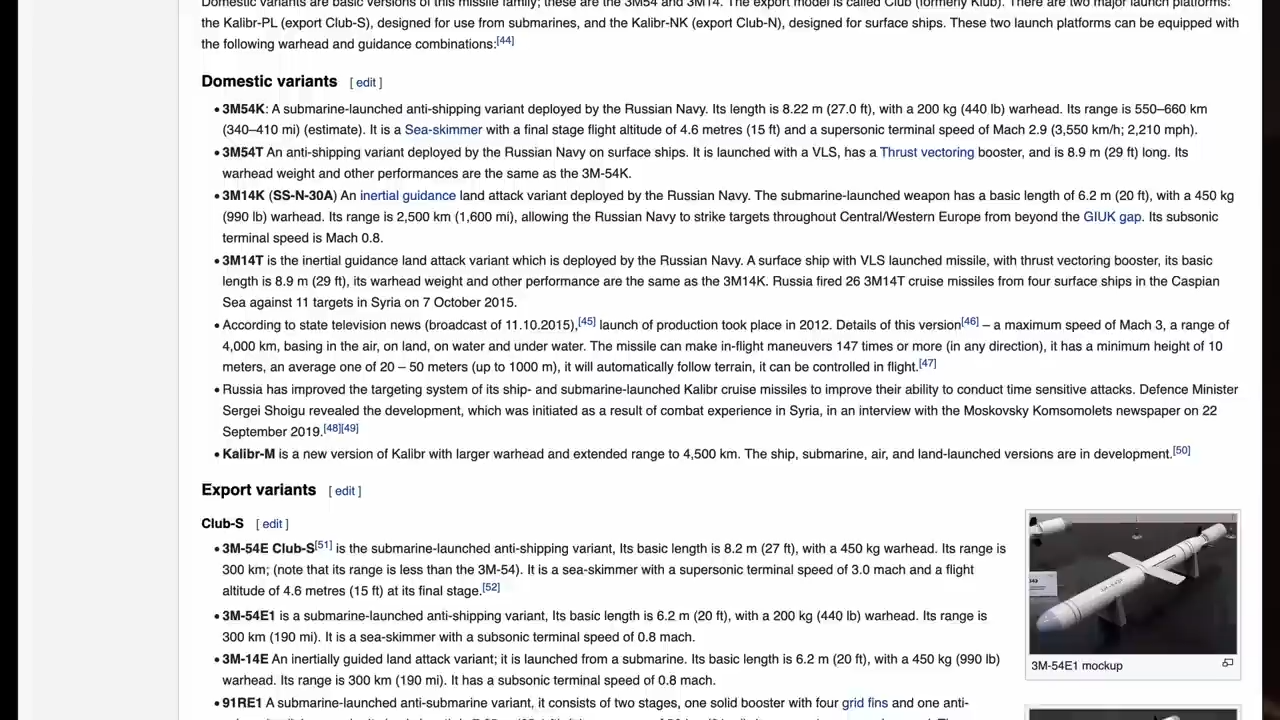 Domestic variants are basic versions of this missile family; these are the 3M54 and 3M14. The export model is called Club (formerly Klub). There are two major launch platforms:
the Kalibr-PL (export Club-S), designed for use from submarines, and the Kalibr-NK (export Club-N), designed for surface ships. These two launch platforms can be equipped with
the following warhead and guidance combinations:[44]
Domestic variants [ edit ]
• 3M54K: A submarine-launched anti-shipping variant deployed by the Russian Navy. Its length is 8.22 m (27.0 ft), with a 200 kg (440 lb) warhead. Its range is 550–660 km
(340–410 mi) (estimate). It is a Sea-skimmer with a final stage flight altitude of 4.6 metres (15 ft) and a supersonic terminal speed of Mach 2.9 (3,550 km/h; 2,210 mph).
• 3M54T An anti-shipping variant deployed by the Russian Navy on surface ships. It is launched with a VLS, has a Thrust vectoring booster, and is 8.9 m (29 ft) long. Its
warhead weight and other performances are the same as the 3M-54K.
• 3M14K (SS-N-30A) An inertial guidance land attack variant deployed by the Russian Navy. The submarine-launched weapon has a basic length of 6.2 m (20 ft), with a 450 kg
(990 lb) warhead. Its range is 2,500 km (1,600 mi), allowing the Russian Navy to strike targets throughout Central/Western Europe from beyond the GIUK gap. Its subsonic
terminal speed is Mach 0.8.
• 3M14T is the inertial guidance land attack variant which is deployed by the Russian Navy. A surface ship with VLS launched missile, with thrust vectoring booster, its basic
length is 8.9 m (29 ft), its warhead weight and other performance are the same as the 3M14K. Russia fired 26 3M14T cruise missiles from four surface ships in the Caspian
Sea against 11 targets in Syria on 7 October 2015.
• According to state television news (broadcast of 11.10.2015),[45] launch of production took place in 2012. Details of this version[46] – a maximum speed of Mach 3, a range of
4,000 km, basing in the air, on land, on water and under water. The missile can make in-flight maneuvers 147 times or more (in any direction), it has a minimum height of 10
meters, an average one of 20 – 50 meters (up to 1000 m), it will automatically follow terrain, it can be controlled in flight.[47]
• Russia has improved the targeting system of its ship- and submarine-launched Kalibr cruise missiles to improve their ability to conduct time sensitive attacks. Defence Minister
Sergei Shoigu revealed the development, which was initiated as a result of combat experience in Syria, in an interview with the Moskovsky Komsomolets newspaper on 22
September 2019.[48][49]
• Kalibr-M is a new version of Kalibr with larger warhead and extended range to 4,500 km. The ship, submarine, air, and land-launched versions are in development.[50]
Export variants [ edit ]
Club-S [ edit ]
• 3M-54E Club-S[51] is the submarine-launched anti-shipping variant, Its basic length is 8.2 m (27 ft), with a 450 kg warhead. Its range is
300 km; (note that its range is less than the 3M-54). It is a sea-skimmer with a supersonic terminal speed of 3.0 mach and a flight
altitude of 4.6 metres (15 ft) at its final stage.[52]
• 3M-54E1 is a submarine-launched anti-shipping variant, Its basic length is 6.2 m (20 ft), with a 200 kg (440 lb) warhead. Its range is
300 km (190 mi). It is a sea-skimmer with a subsonic terminal speed of 0.8 mach.
• 3M-14E An inertially guided land attack variant; it is launched from a submarine. Its basic length is 6.2 m (20 ft), with a 450 kg (990 lb)
warhead. Its range is 300 km (190 mi). It has a subsonic terminal speed of 0.8 mach.
• 91RE1 A submarine-launched anti-submarine variant, it consists of two stages, one solid booster with four grid fins and one anti-
3M-54E1 mockup